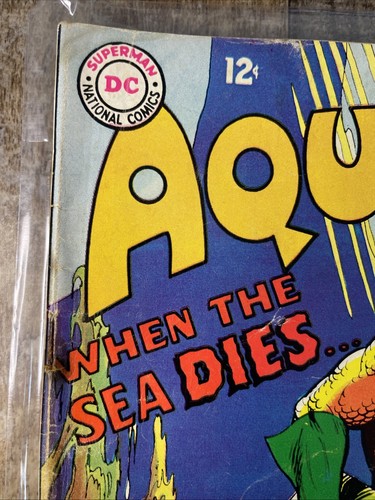 SUPERMAN
DC
NATIONAL COMICS
12¢
AQU
WHEN THE
SEA DIES...